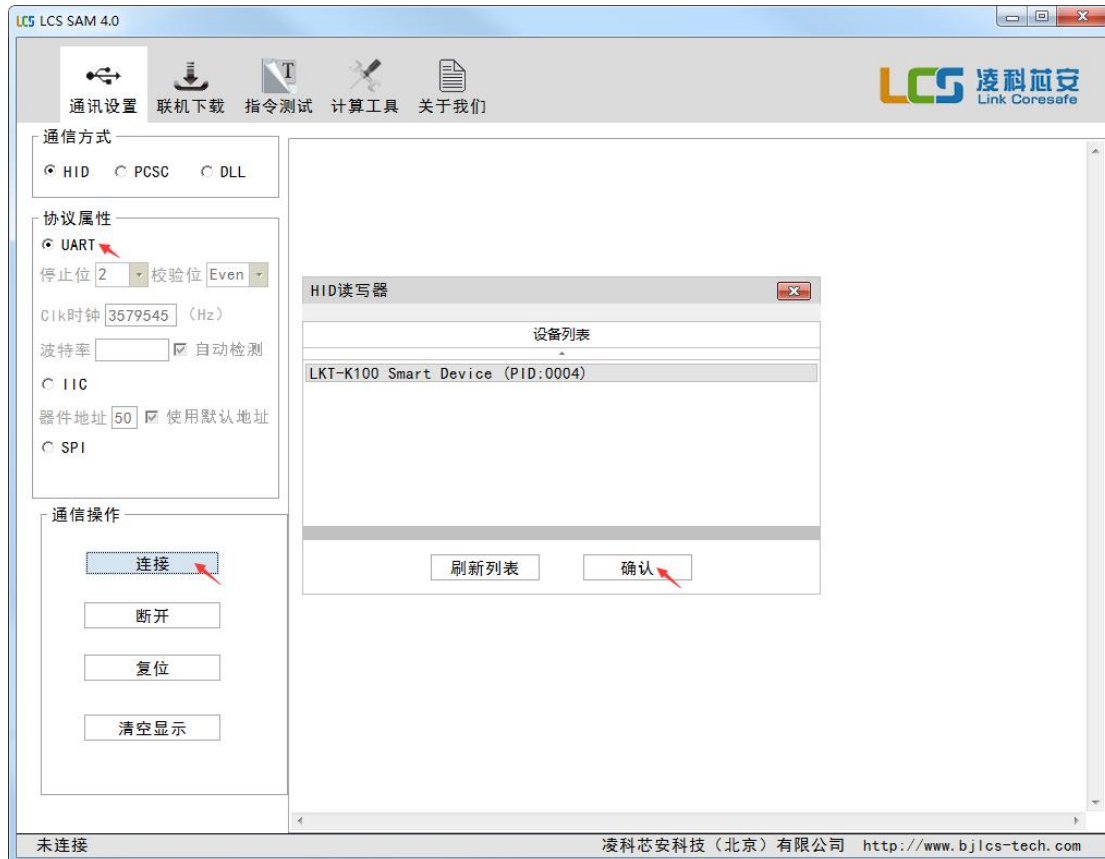 LCS LCS SAM 4.0
通讯设置 联机下载 指令测试 计算工具 关于我们
LCS 凌科芯安
Link Coresafe
通信方式
HID PCSC DLL
协议属性
UART
停止位 2 校验位 Even
Clk时钟 3579545 (Hz)
波特率 自动检测
IIC
器件地址 50 使用默认地址
SPI
通信操作
连接
断开
复位
清空显示
HID读写器
设备列表
LKT-K100 Smart Device (PID:0004)
刷新列表 确认
未连接 凌科芯安科技（北京）有限公司 http://www.bjlcs-tech.com